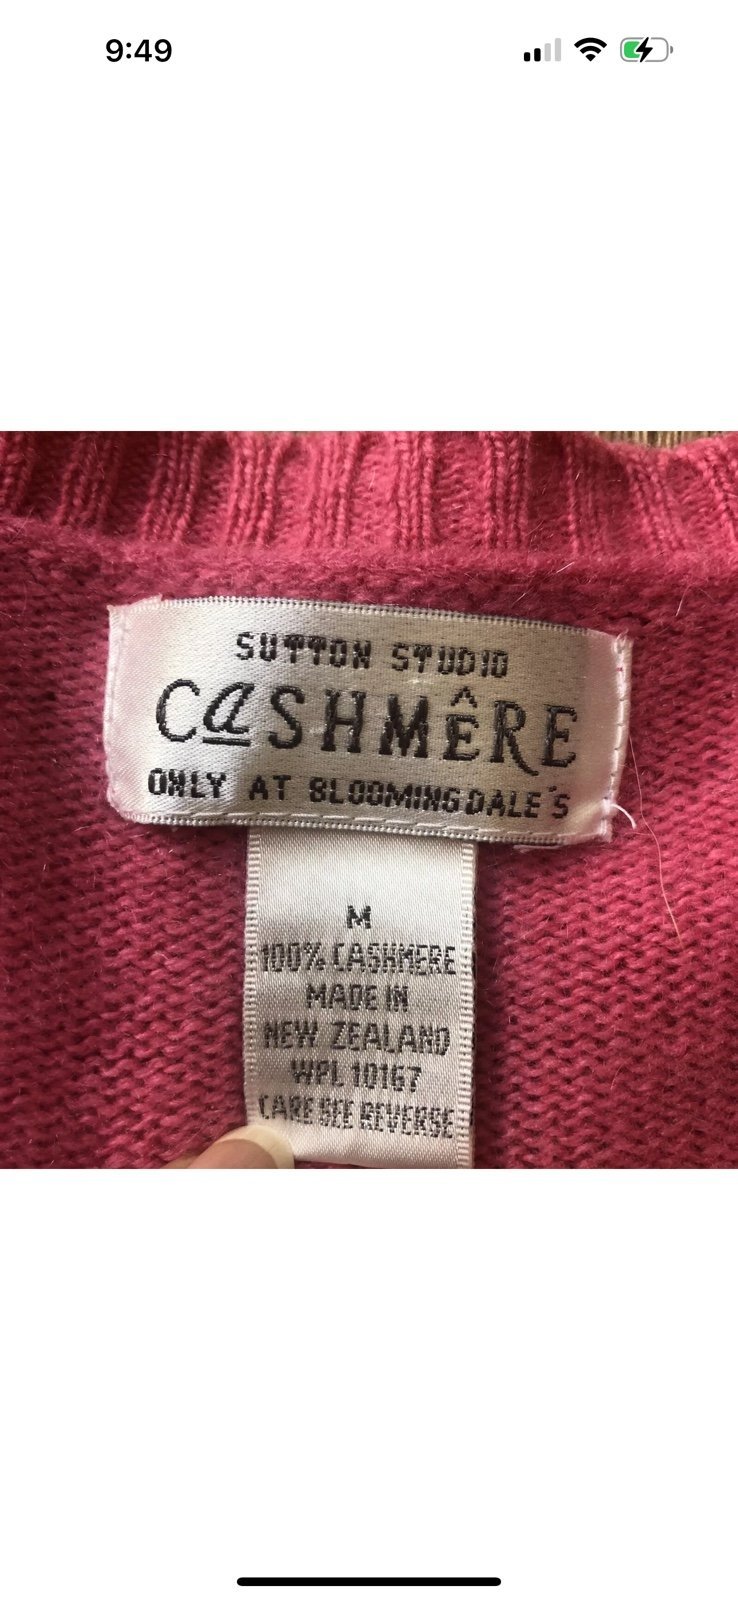 9:49
SUTTON STUDIO
CaSHMÊRE
ONLY AT BLOOMINGDALE'S
M
100% CASHMERE
MADE IN
NEW ZEALAND
WPL 10167
CARE SEE REVERSE